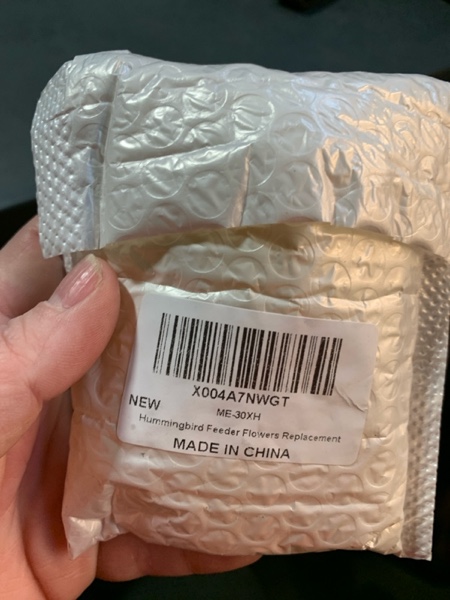 X004A7NWGT
NEW
ME-30XH
Hummingbird Feeder Flowers Replacement
MADE IN CHINA